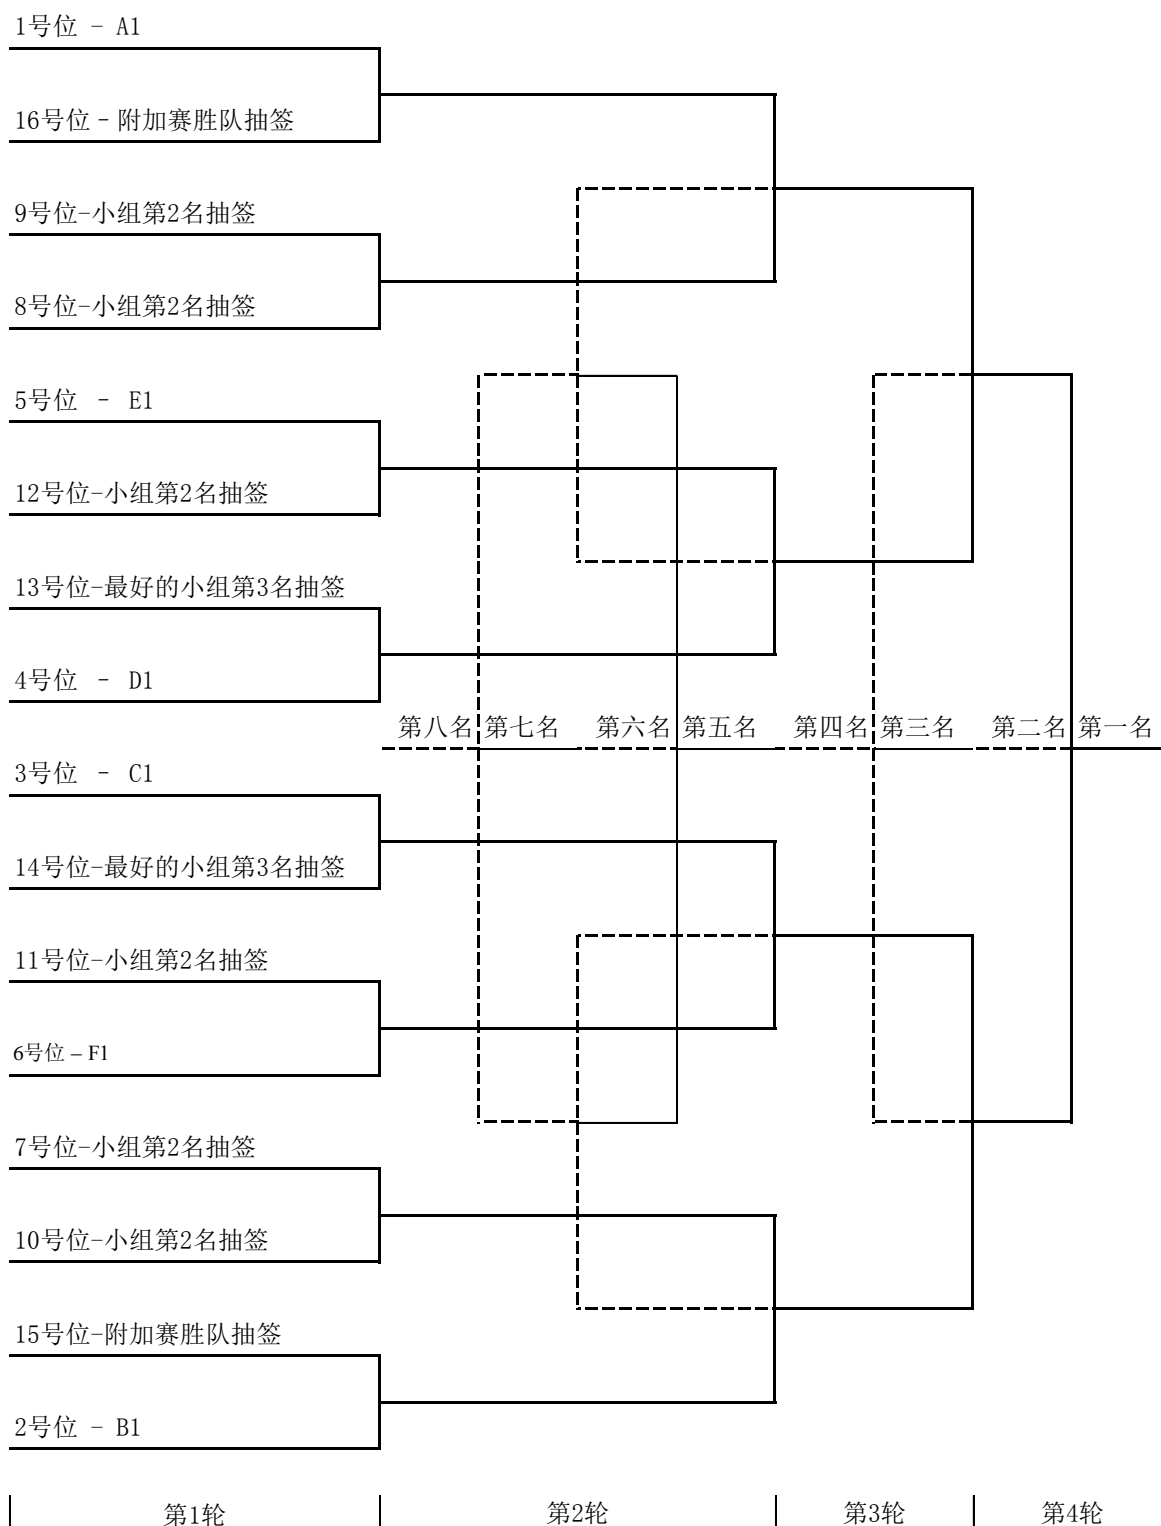 1号位 - A1
16号位-附加赛胜队抽签
9号位-小组第2名抽签
8号位-小组第2名抽签
5号位 - E1
12号位-小组第2名抽签
13号位-最好的小组第3名抽签
4号位 - D1
第八名 第七名 第六名 第五名 第四名 第三名 第二名 第一名
3号位 - C1
14号位-最好的小组第3名抽签
11号位-小组第2名抽签
6号位 – F1
7号位-小组第2名抽签
10号位-小组第2名抽签
15号位-附加赛胜队抽签
2号位 - B1
第1轮 第2轮 第3轮 第4轮